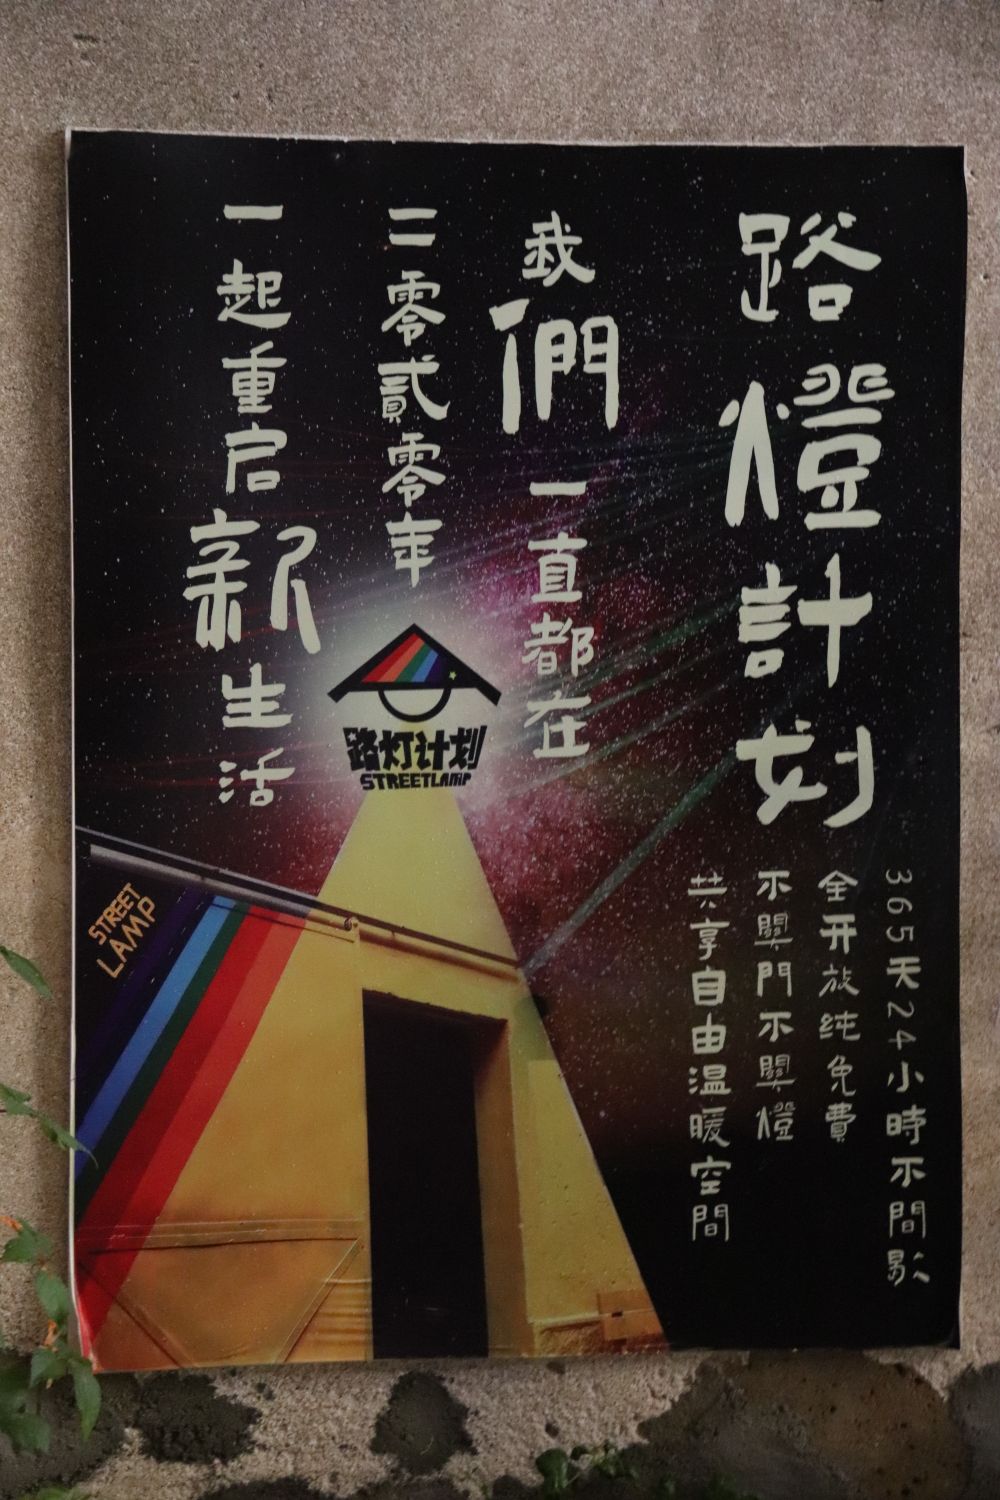 路燈計划
365天24小時不間歇
全开放纯免費
不關門不關燈
共享自由温暖空間
我們一直都在
二零貳零年
一起重启新生活
路灯计划
STREETLAMP
STREET
LAMP